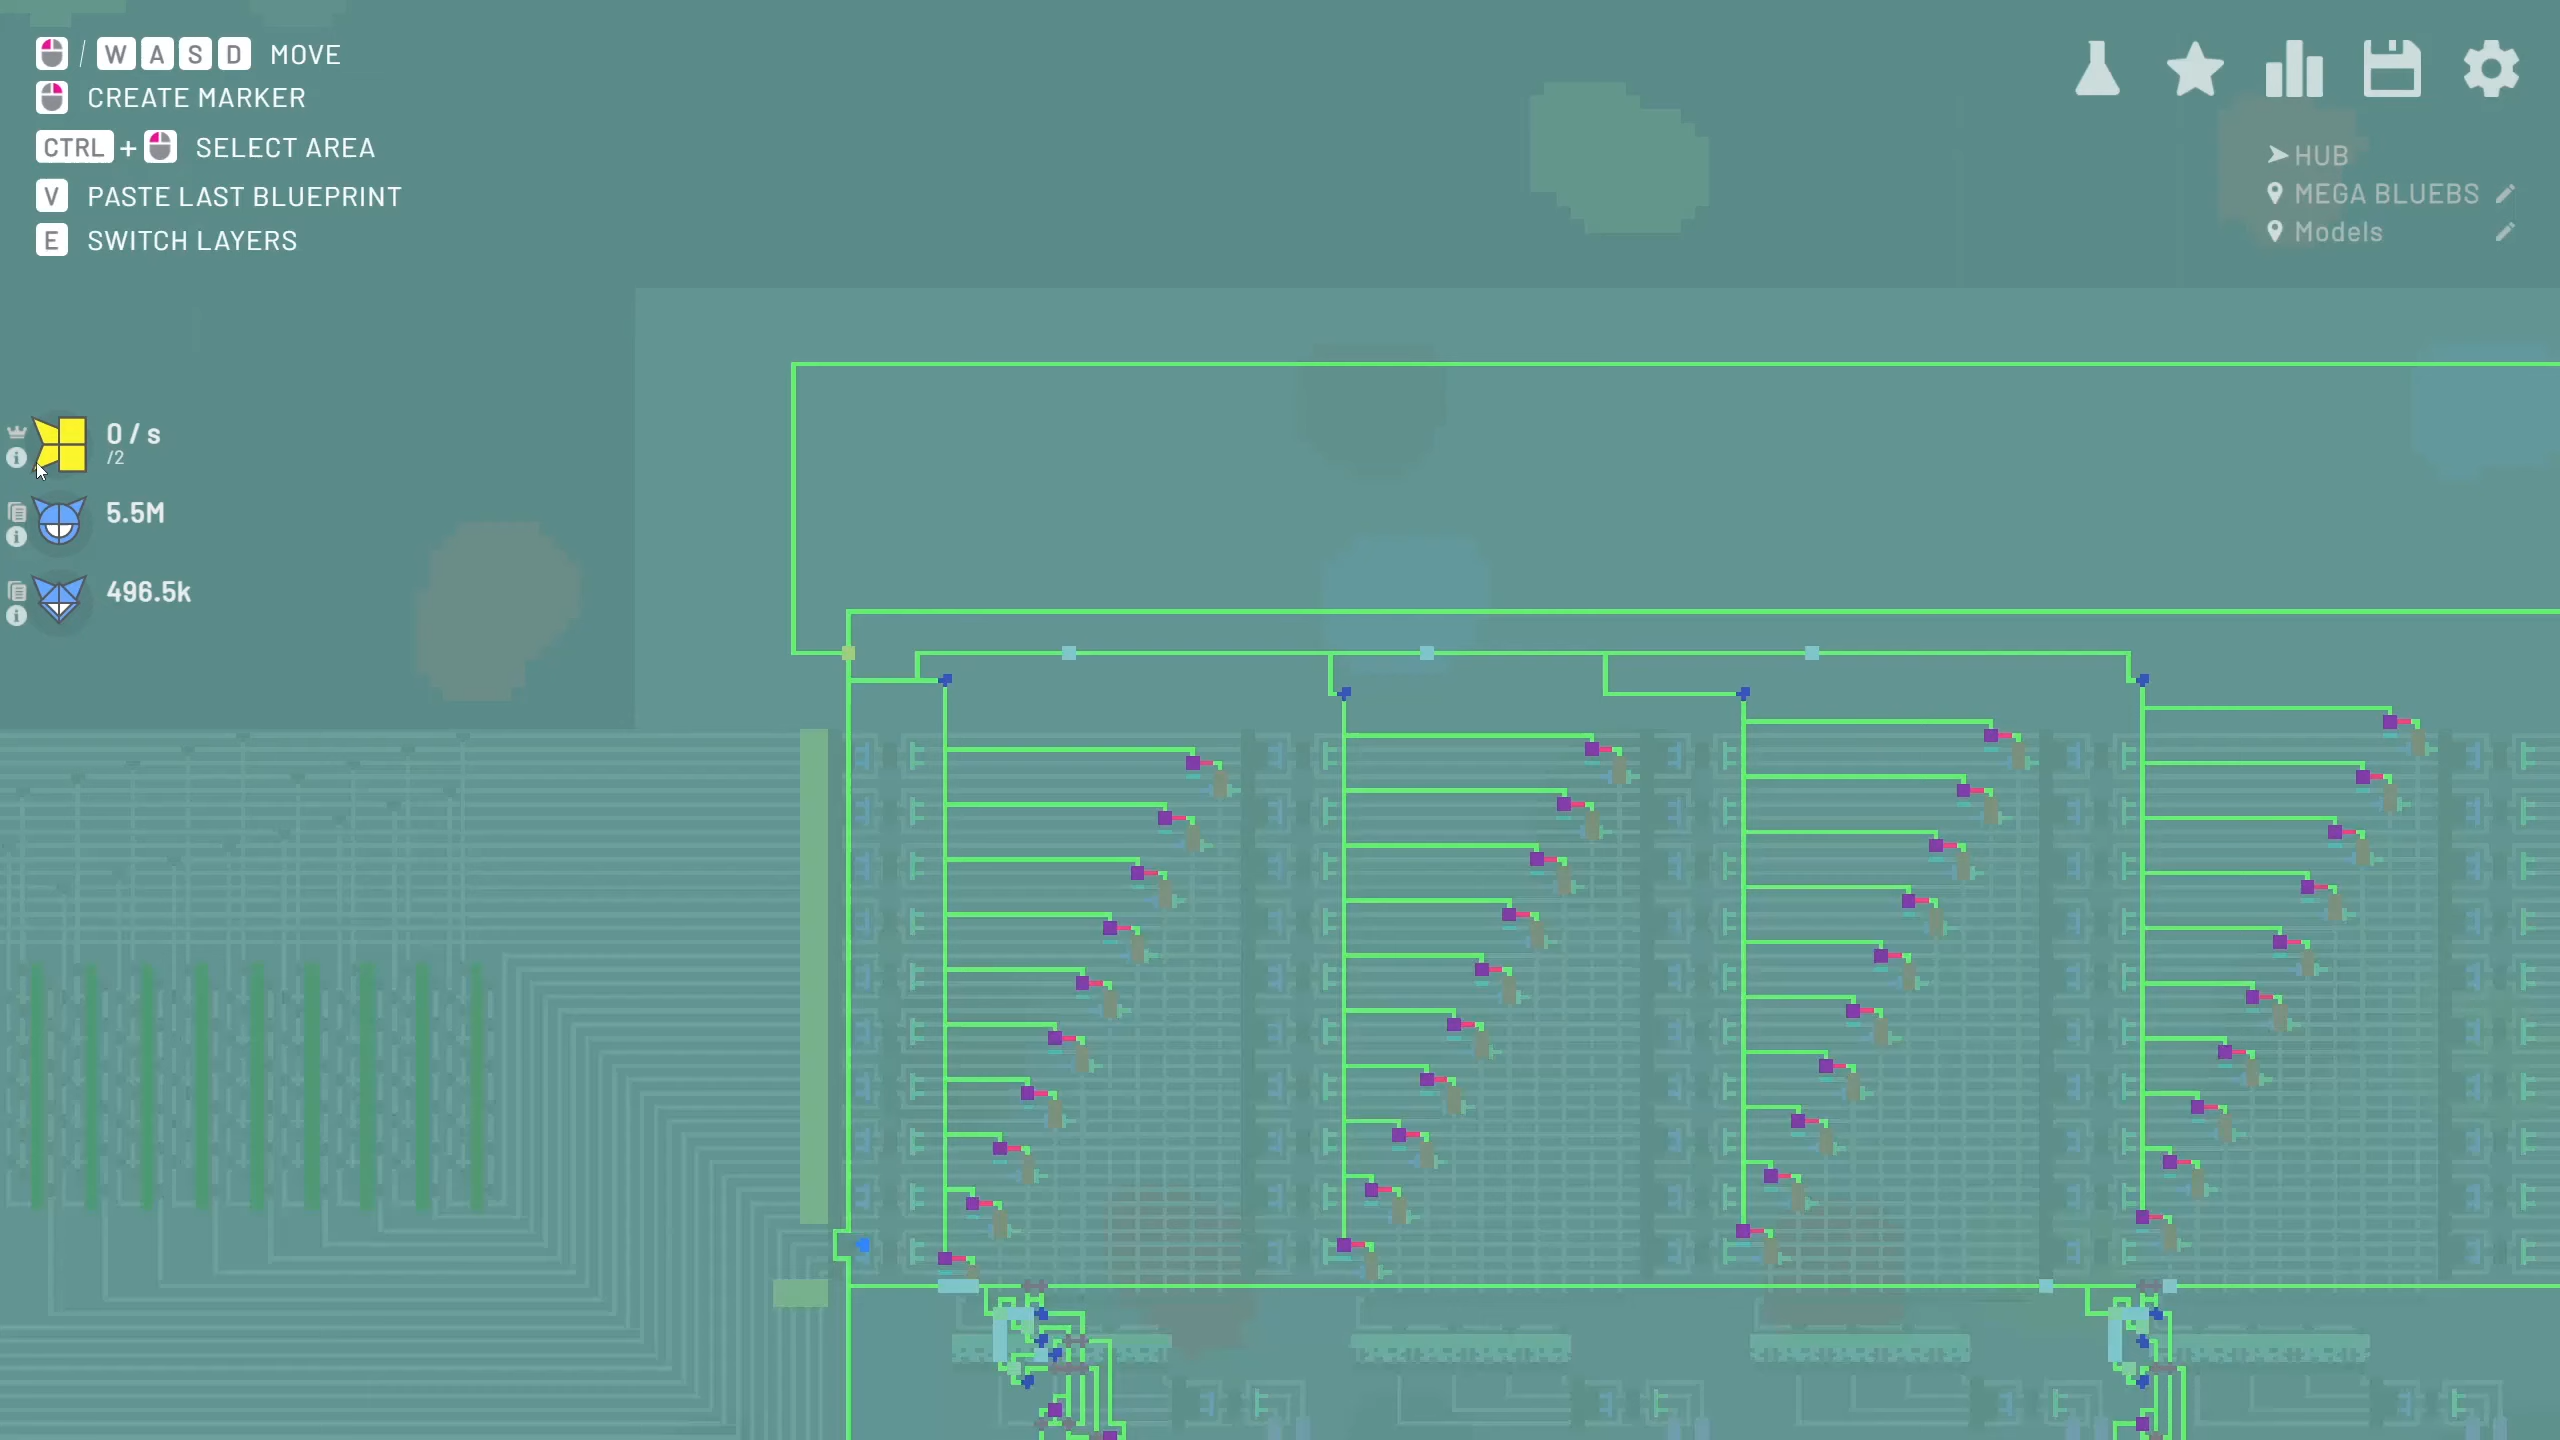 / W A S D MOVE
CREATE MARKER
CTRL + SELECT AREA
V PASTE LAST BLUEPRINT
E SWITCH LAYERS
HUB
MEGA BLUEBS
Models
0 / s
/2
5.5M
496.5k